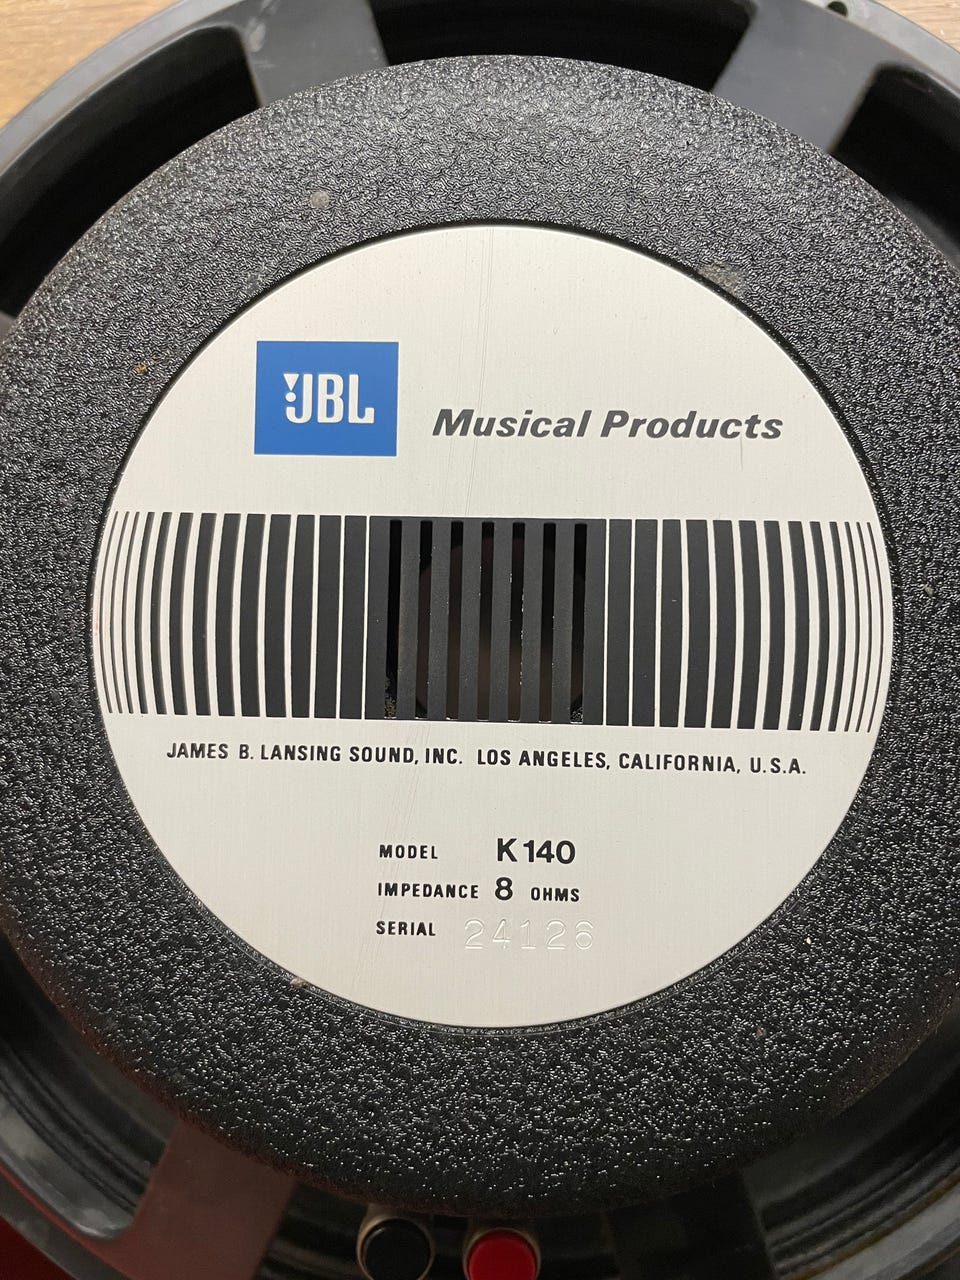 JBL
Musical Products
JAMES B. LANSING SOUND, INC. LOS ANGELES, CALIFORNIA, U.S.A.
MODEL K140
IMPEDANCE 8 OHMS
SERIAL 24126